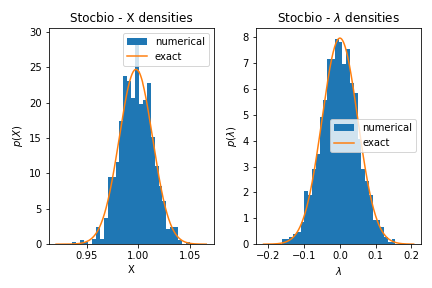 Stocbio - X densities
30
25
20
15
10
5
0
p(X)
0.95
1.00
1.05
X
numerical
exact
Stocbio - λ densities
8
7
6
5
4
3
2
1
0
p(λ)
−0.2
−0.1
0.0
0.1
0.2
λ
numerical
exact